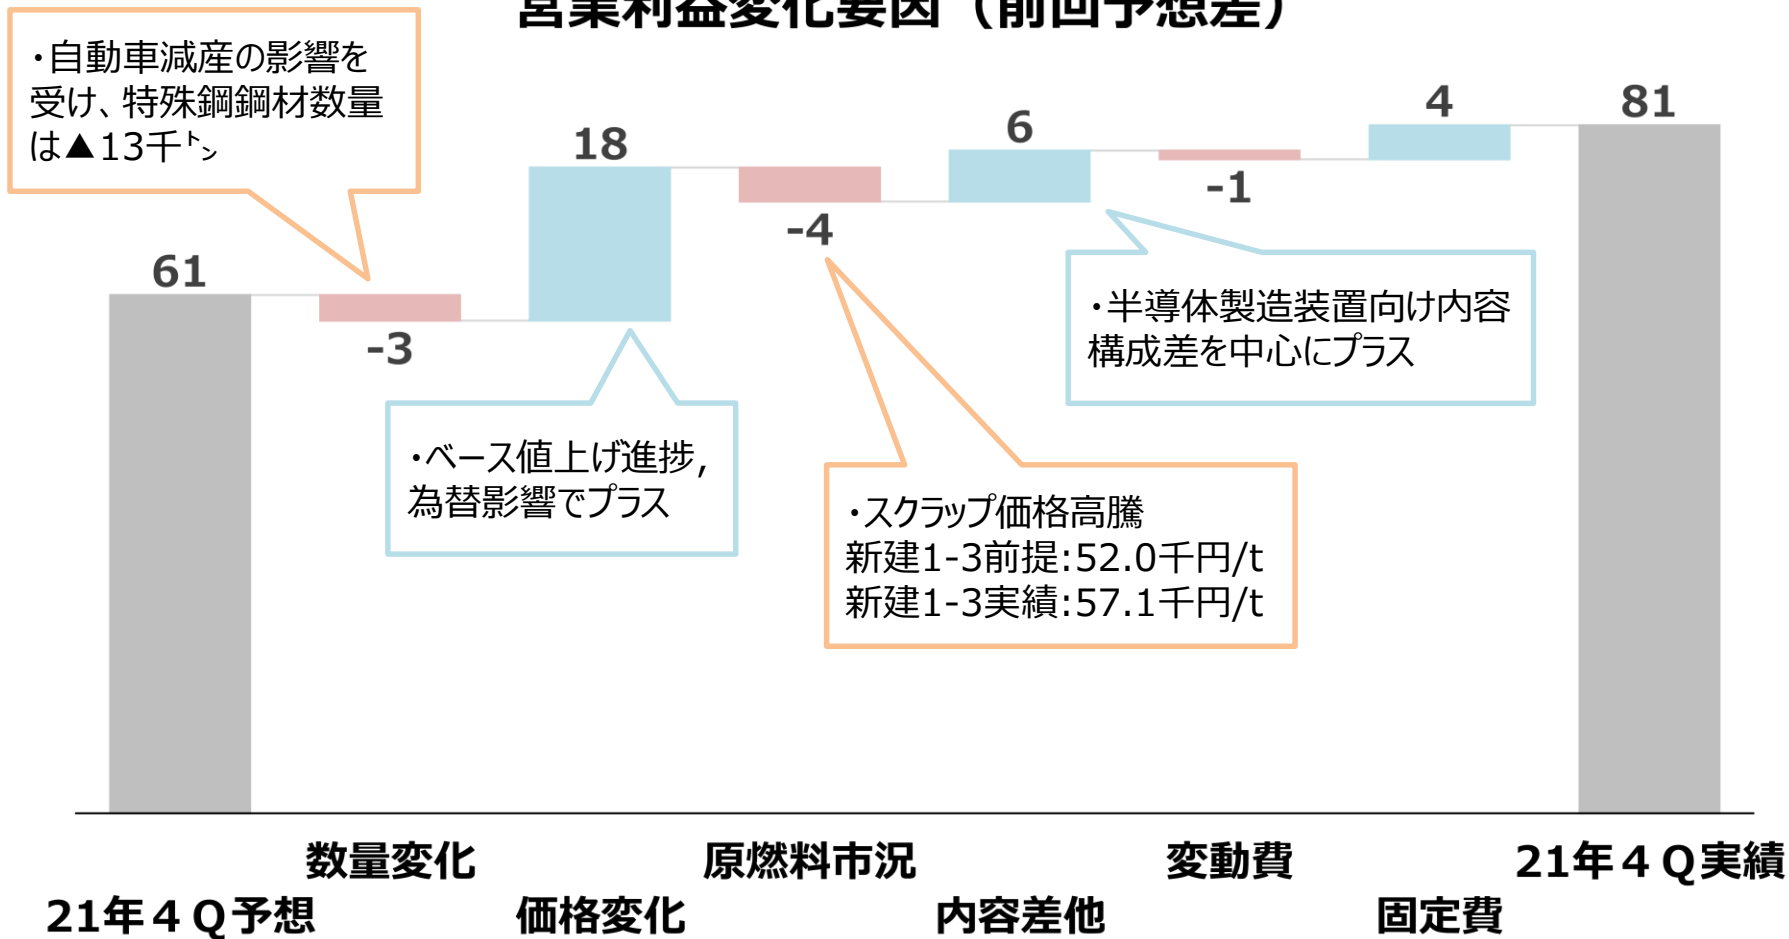 営業利益変化要因（前回予想差）
・自動車減産の影響を
受け、特殊鋼鋼材数量
は▲13千㌧
61
-3
18
-4
6
-1
4
81
・ベース値上げ進捗,
為替影響でプラス
・スクラップ価格高騰
新建1-3前提:52.0千円/t
新建1-3実績:57.1千円/t
・半導体製造装置向け内容
構成差を中心にプラス
21年４Ｑ予想
数量変化
価格変化
原燃料市況
内容差他
変動費
固定費
21年４Ｑ実績